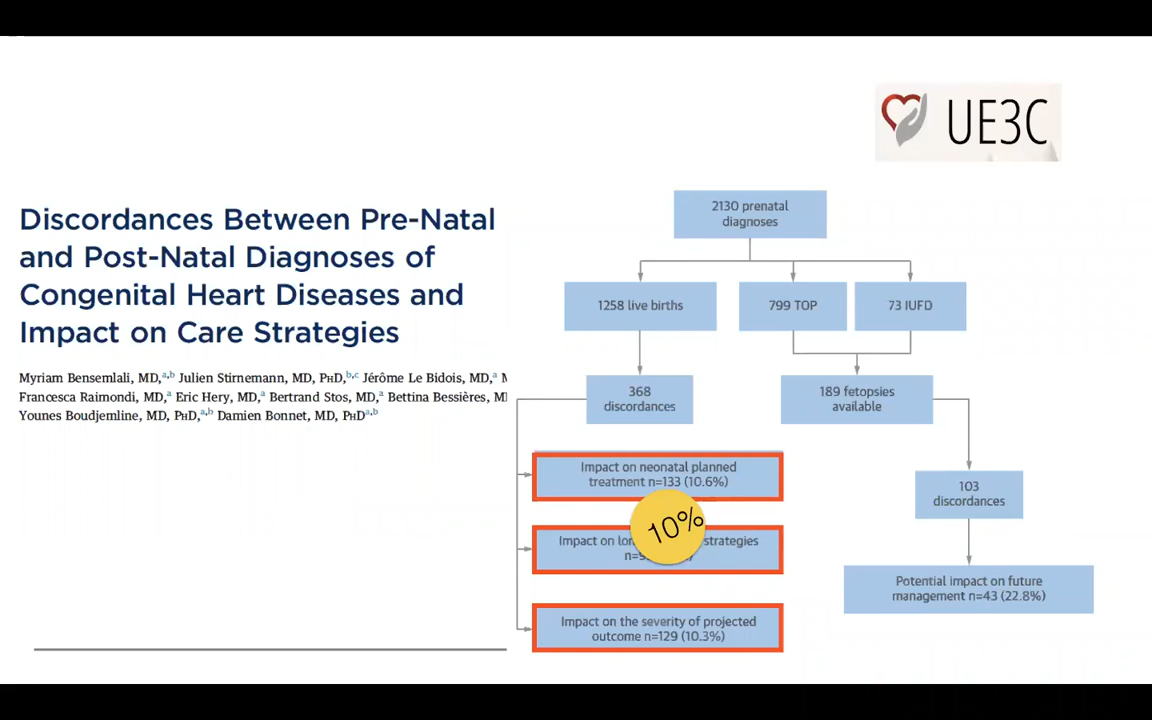 UE3C
Discordances Between Pre-Natal
and Post-Natal Diagnoses of
Congenital Heart Diseases and
Impact on Care Strategies
Myriam Bensemlali, MD,a,b Julien Stirnemann, MD, PhD,b,c Jérôme Le Bidois, MD,a
Francesca Raimondi, MD,a Eric Hery, MD,a Bertrand Stos, MD,a Bettina Bessières,
Younes Boudjemline, MD, PhD,a,b Damien Bonnet, MD, PhDa,b
2130 prenatal
diagnoses
1258 live births
799 TOP
73 IUFD
368
discordances
189 fetopsies
available
Impact on neonatal planned
treatment n=133 (10.6%)
10%
Impact on strategies
Impact on the severity of projected
outcome n=129 (10.3%)
103
discordances
Potential impact on future
management n=43 (22.8%)